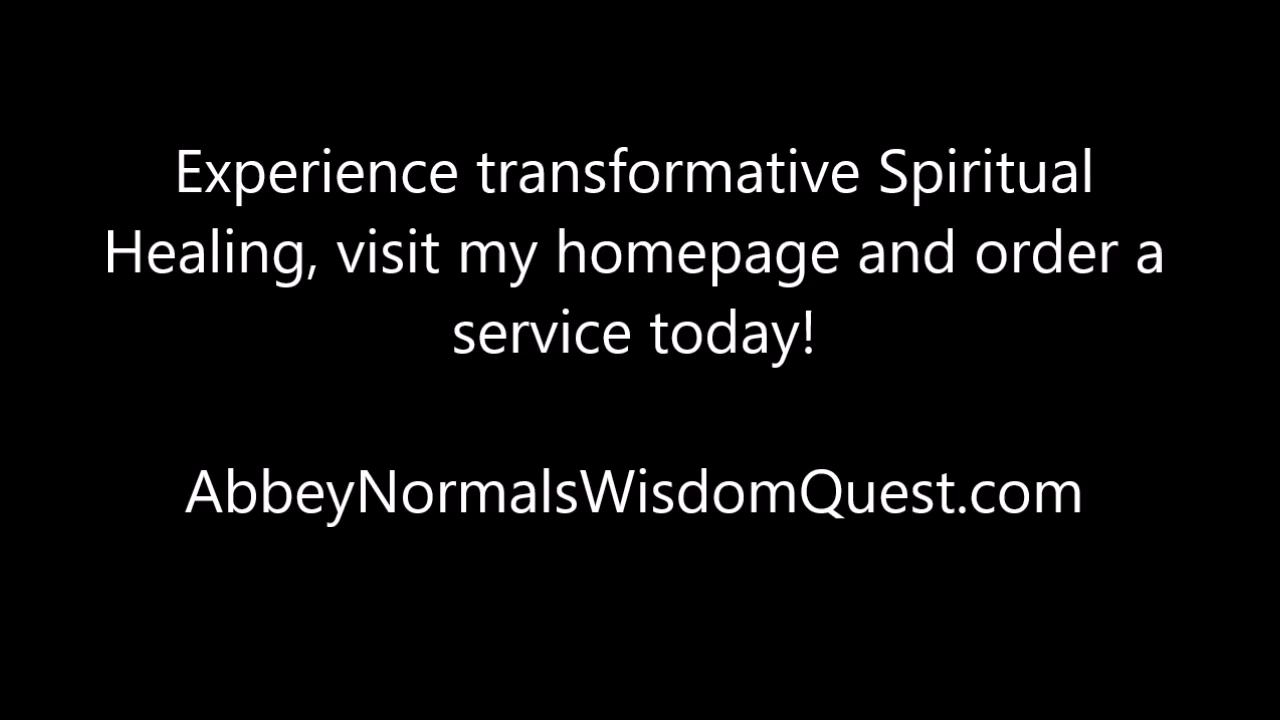 Experience transformative Spiritual
Healing, visit my homepage and order a
service today!
AbbeyNormalsWisdomQuest.com